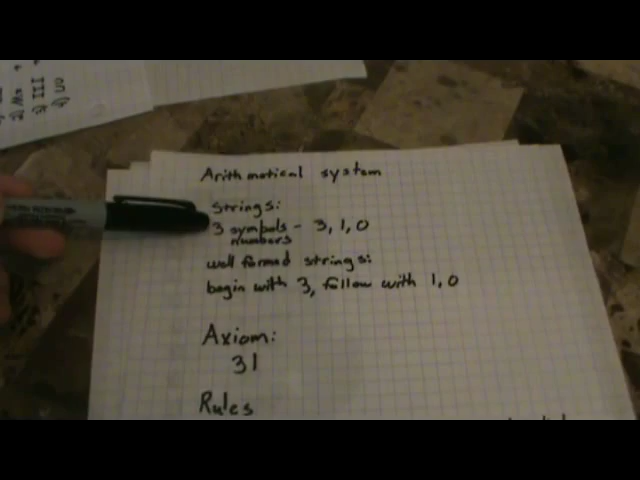 Arithmatical system
strings:
3 symbols - 3, 1, 0
numbers
well formed strings:
begin with 3, follow with 1, 0
Axiom:
31
Rules